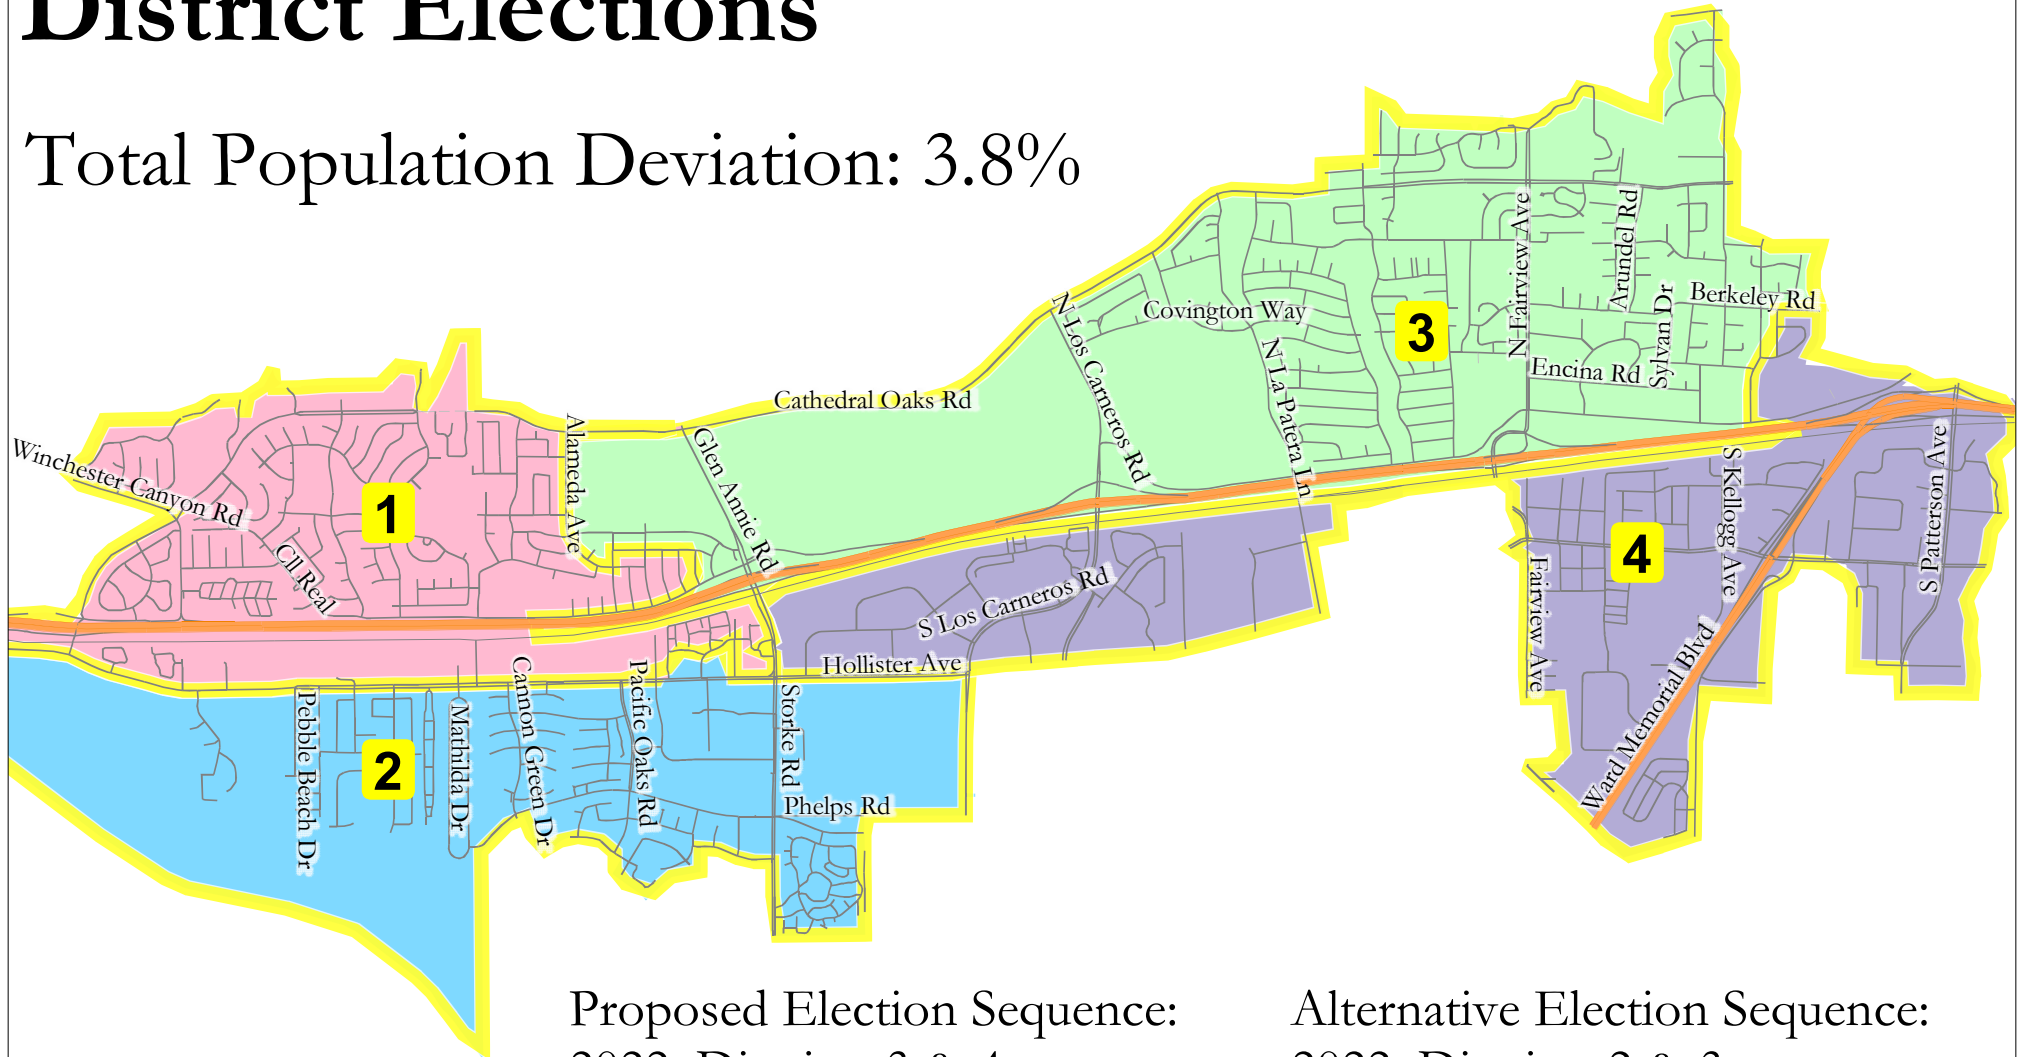 District Elections
Total Population Deviation: 3.8%
N Fairview Ave
Arundel Rd
Sylvan Dr
Berkeley Rd
Covington Way
N Los Carneros Rd
N La Patera Ln
3
Encina Rd
Cathedral Oaks Rd
Alameda Ave
Glen Annie Rd
Winchester Canyon Rd
1
Cll Real
S Kellogg Ave
S Patterson Ave
4
Fairview Ave
S Los Carneros Rd
Hollister Ave
Ward Memorial Blvd
Pebble Beach Dr
2
Mathilda Dr
Cannon Green Dr
Pacific Oaks Rd
Storke Rd
Phelps Rd
Proposed Election Sequence:
Alternative Election Sequence: